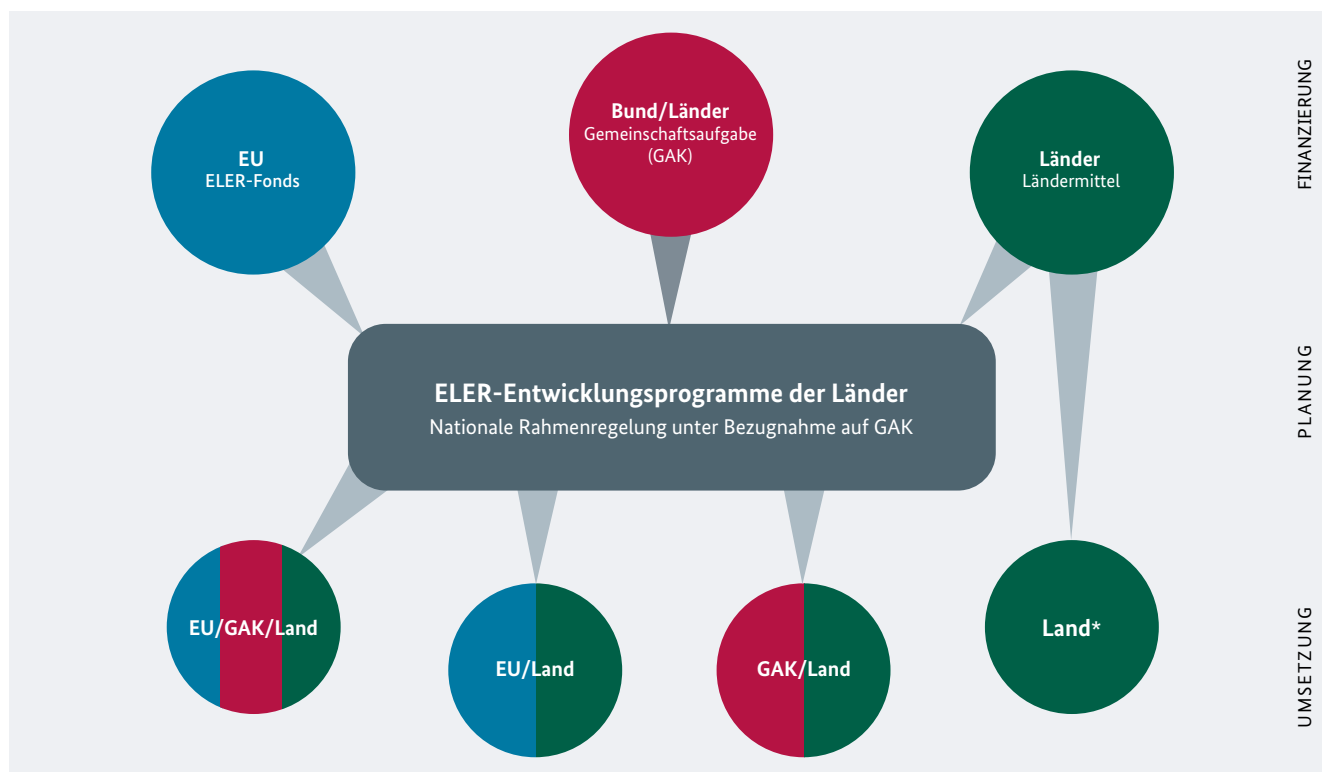 EU
ELER-Fonds
Bund/Länder
Gemeinschaftsaufgabe
(GAK)
Länder
Ländermittel
FINANZIERUNG
ELER-Entwicklungsprogramme der Länder
Nationale Rahmenregelung unter Bezugnahme auf GAK
PLANUNG
EU/GAK/Land
EU/Land
GAK/Land
Land*
UMSETZUNG